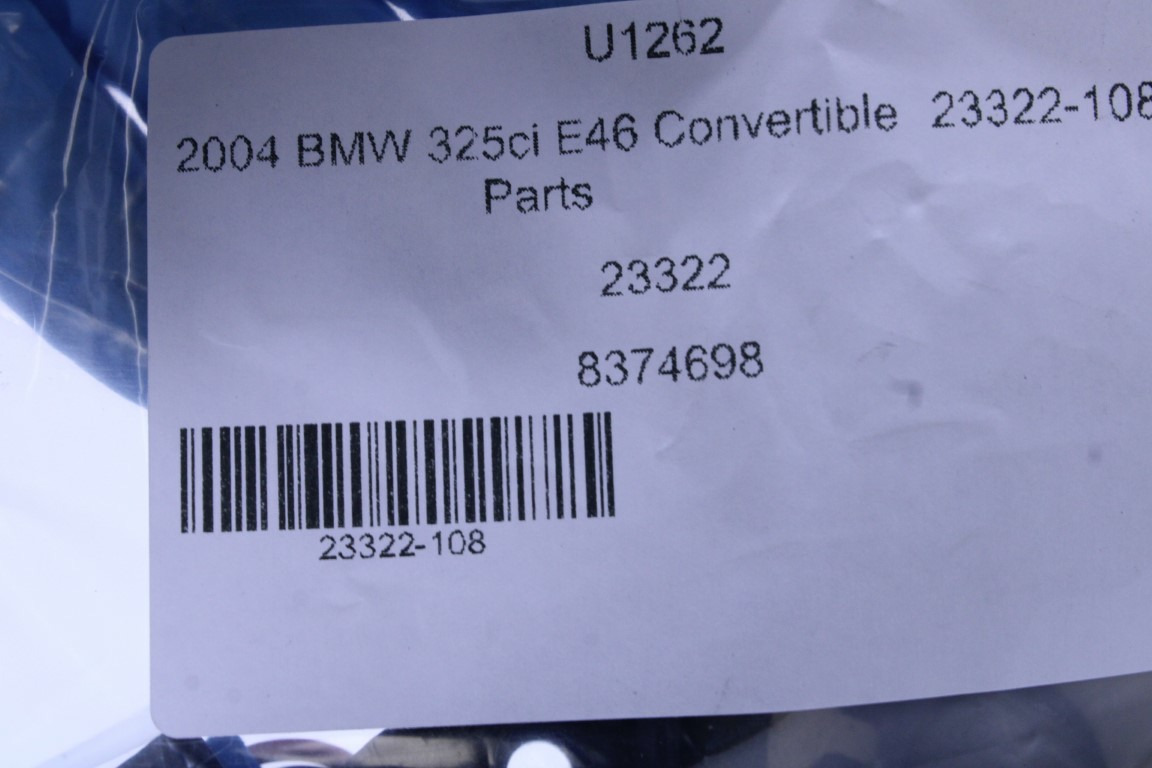 U1262
2004 BMW 325ci E46 Convertible 23322-108
Parts
23322
8374698
23322-108